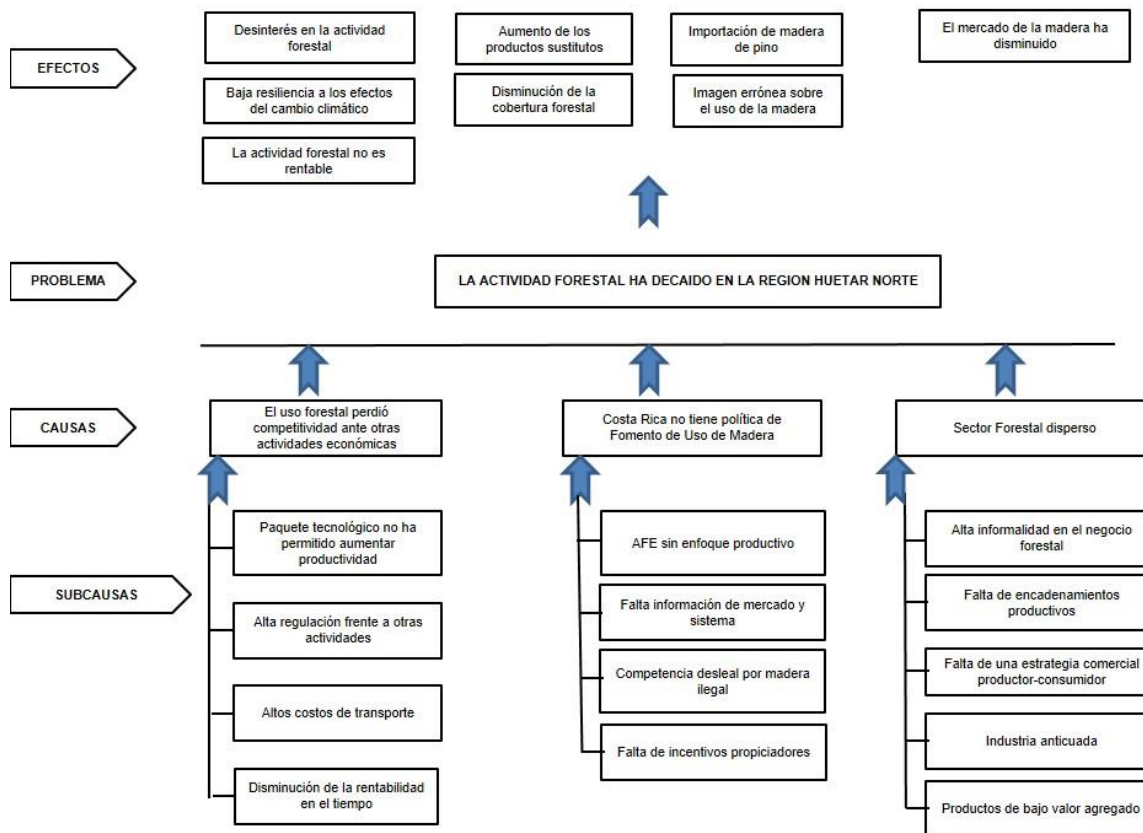 EFECTOS
Desinterés en la actividad
forestal
Aumento de los
productos sustitutos
Importación de madera
de pino
El mercado de la madera ha
disminuido
Baja resiliencia a los efectos
del cambio climático
Disminución de la
cobertura forestal
Imagen errónea sobre
el uso de la madera
La actividad forestal no es
rentable
PROBLEMA
LA ACTIVIDAD FORESTAL HA DECAIDO EN LA REGION HUETAR NORTE
CAUSAS
El uso forestal perdió
competitividad ante otras
actividades económicas
Costa Rica no tiene política de
Fomento de Uso de Madera
Sector Forestal disperso
SUBCAUSAS
Paquete tecnológico no ha
permitido aumentar
productividad
Alta regulación frente a otras
actividades
Altos costos de transporte
Disminución de la rentabilidad
en el tiempo
AFE sin enfoque productivo
Falta información de mercado y
sistema
Competencia desleal por madera
ilegal
Falta de incentivos propiciadores
Alta informalidad en el negocio
forestal
Falta de encadenamientos
productivos
Falta de una estrategia comercial
productor-consumidor
Industria anticuada
Productos de bajo valor agregado